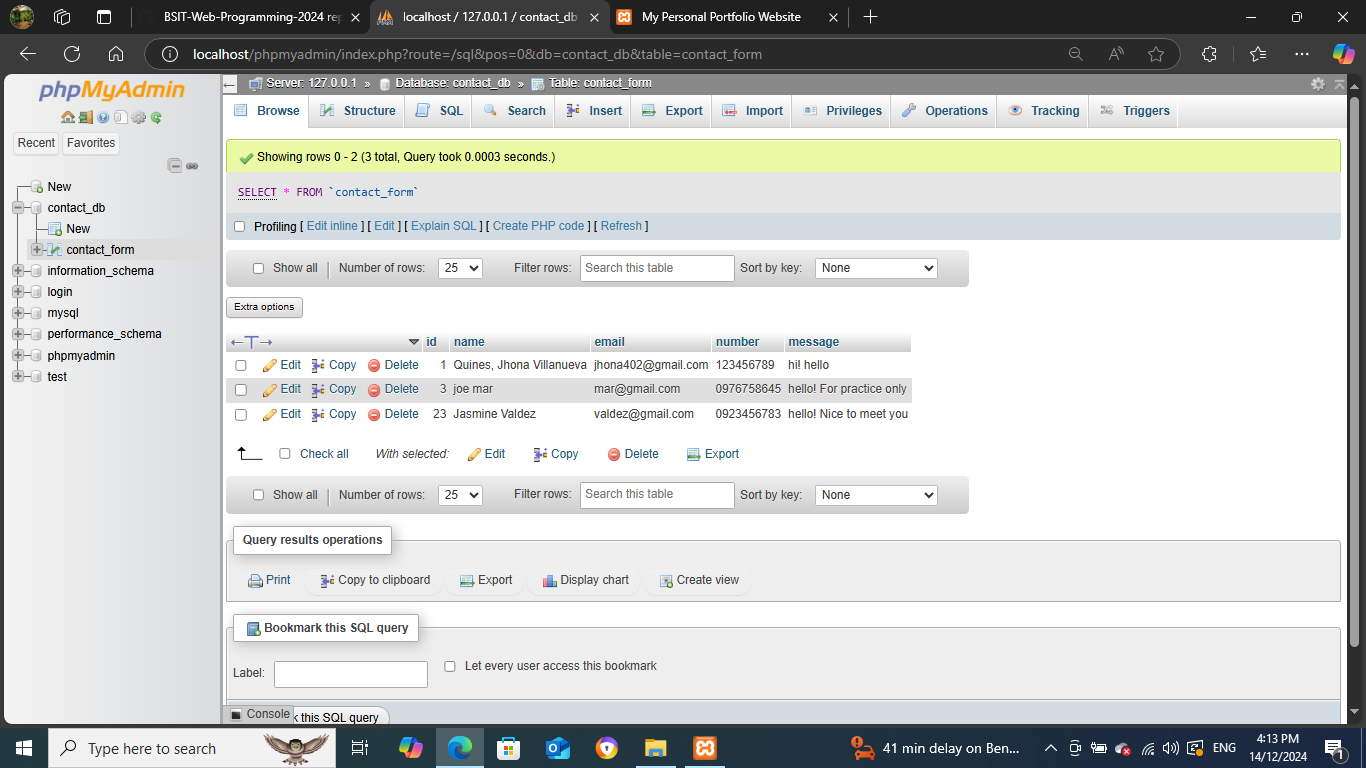 BSIT-Web-Programming-2024 rep
localhost / 127.0.0.1 / contact_db
My Personal Portfolio Website
localhost/phpmyadmin/index.php?route=/sql&pos=0&db=contact_db&table=contact_form
phpMyAdmin
Recent Favorites
New
contact_db
New
contact_form
information_schema
login
mysql
performance_schema
phpmyadmin
test
Server: 127.0.0.1 » Database: contact_db » Table: contact_form
Browse Structure SQL Search Insert Export Import Privileges Operations Tracking Triggers
Showing rows 0 - 2 (3 total, Query took 0.0003 seconds.)
SELECT * FROM `contact_form`
Profiling [ Edit inline ] [ Edit ] [ Explain SQL ] [ Create PHP code ] [ Refresh ]
Show all | Number of rows: 25 Filter rows: Search this table Sort by key: None
Extra options
←T→ id name email number message
Edit Copy Delete 1 Quines, Jhona Villanueva jhona402@gmail.com 123456789 hi! hello
Edit Copy Delete 3 joe mar mar@gmail.com 0976758645 hello! For practice only
Edit Copy Delete 23 Jasmine Valdez valdez@gmail.com 0923456783 hello! Nice to meet you
Check all With selected: Edit Copy Delete Export
Show all | Number of rows: 25 Filter rows: Search this table Sort by key: None
Query results operations
Print Copy to clipboard Export Display chart Create view
Bookmark this SQL query
Label: Let every user access this bookmark
Console k this SQL query
Type here to search
41 min delay on Ben...
ENG
4:13 PM
14/12/2024
1